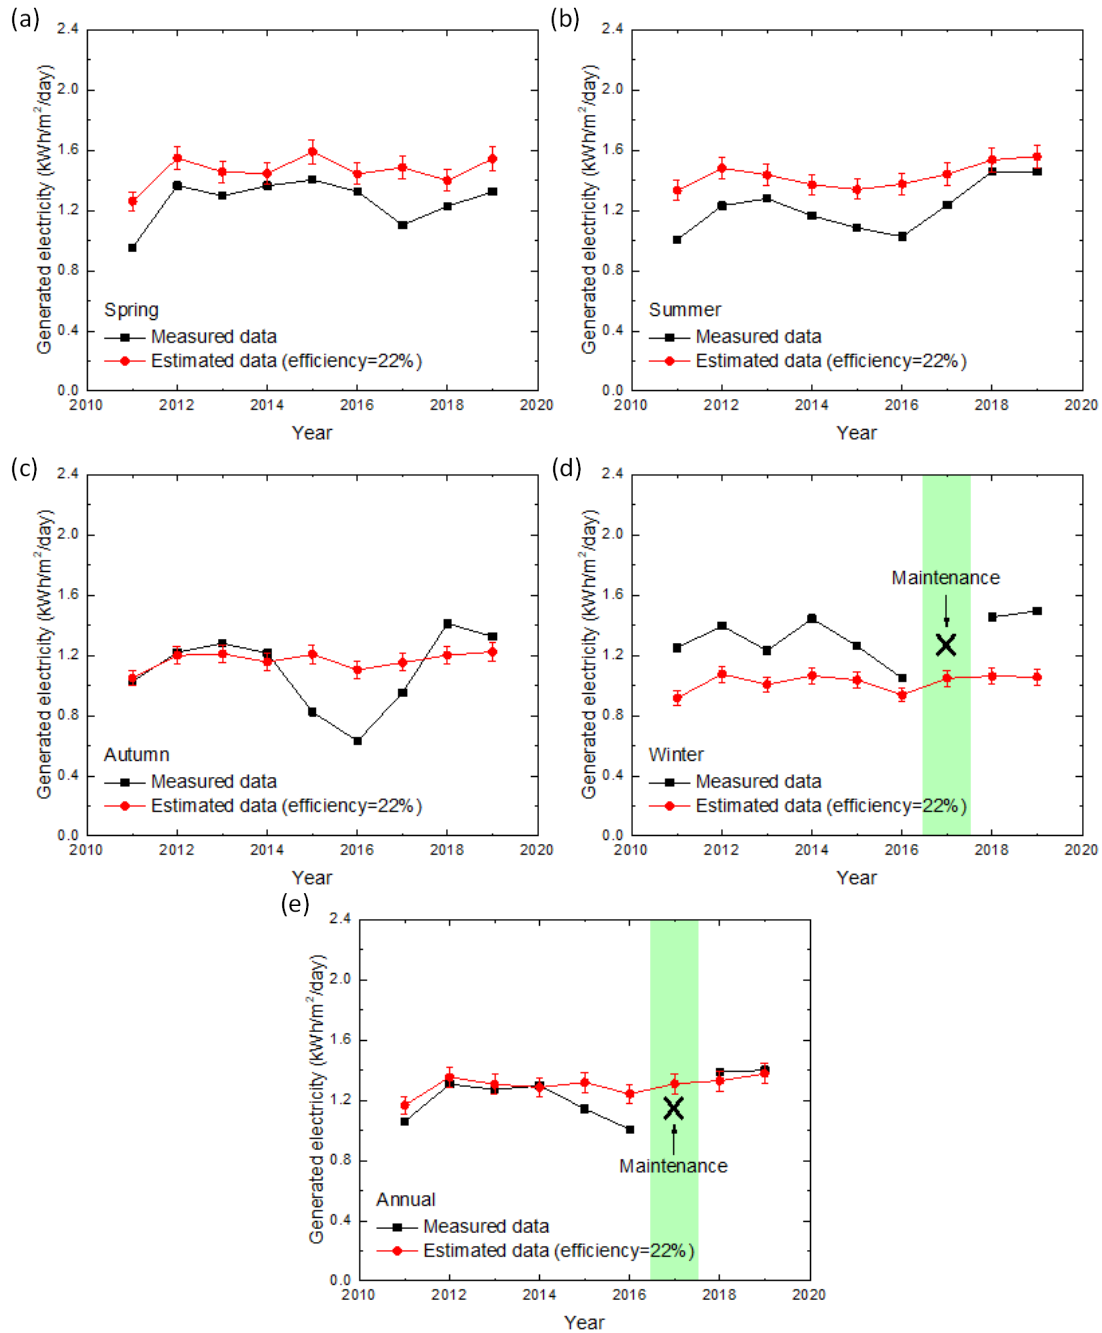 (a)
2.4
2.0
1.6
1.2
0.8
0.4
0.0
Generated electricity (kWh/m²/day)
Spring
Measured data
Estimated data (efficiency=22%)
2010 2012 2014 2016 2018 2020
Year
(b)
2.4
2.0
1.6
1.2
0.8
0.4
0.0
Generated electricity (kWh/m²/day)
Summer
Measured data
Estimated data (efficiency=22%)
2010 2012 2014 2016 2018 2020
Year
(c)
2.4
2.0
1.6
1.2
0.8
0.4
0.0
Generated electricity (kWh/m²/day)
Autumn
Measured data
Estimated data (efficiency=22%)
2010 2012 2014 2016 2018 2020
Year
(d)
2.4
2.0
1.6
1.2
0.8
0.4
0.0
Generated electricity (kWh/m²/day)
Maintenance
Winter
Measured data
Estimated data (efficiency=22%)
2010 2012 2014 2016 2018 2020
Year
(e)
2.4
2.0
1.6
1.2
0.8
0.4
0.0
Generated electricity (kWh/m²/day)
Maintenance
Annual
Measured data
Estimated data (efficiency=22%)
2010 2012 2014 2016 2018 2020
Year